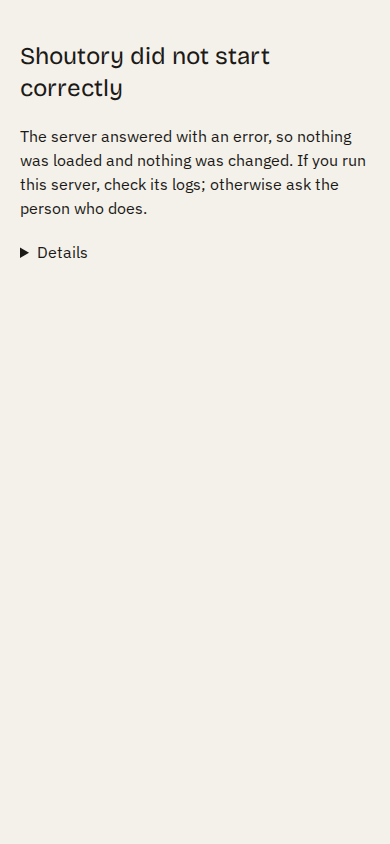 Shoutory did not start
correctly
The server answered with an error, so nothing
was loaded and nothing was changed. If you run
this server, check its logs; otherwise ask the
person who does.
Details